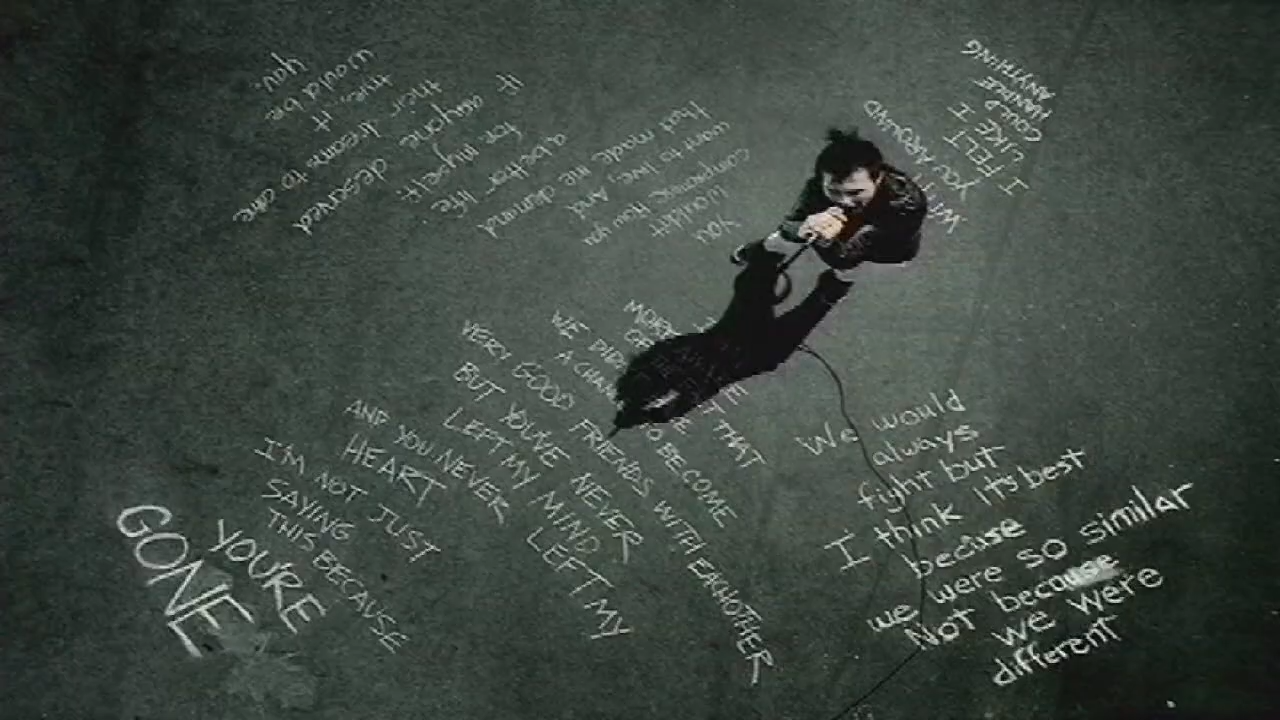 I
FELT
LIKE I
COULD
HANDLE
ANYTHING
WITH YOU AROUND
You
wouldn't
compromise how you
want to live, And
that made me demand
a better life
for myself.
If anyone deserved
their dreams to come
true, it
would be
you.
MORE
THAT
WE
A TO BECOME
VERY GOOD FRIENDS WITH EACHOTHER
BUT YOU'VE NEVER
LEFT MY MIND
AND YOU NEVER
LEFT MY
HEART
I'M NOT JUST
SAYING
THIS BECAUSE
YOU'RE
GONE
We would
always
fight but
I think It's best
because
we were so similar
Not because
we were
different